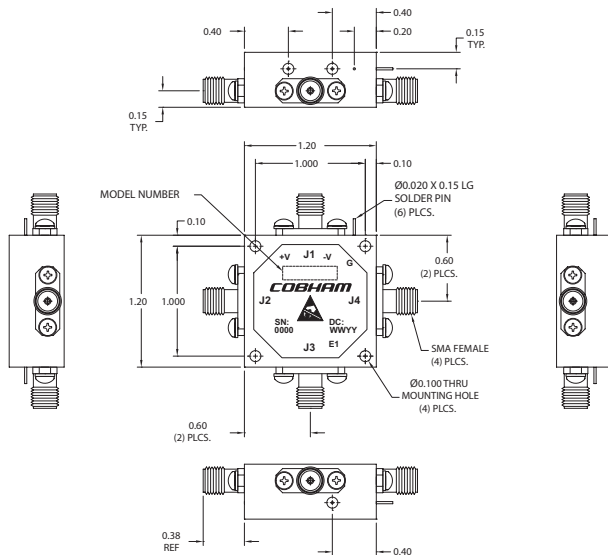 0.40
0.40
0.20
0.15
TYP.
0.15
TYP.
1.20
1.000
0.10
MODEL NUMBER
Ø0.020 X 0.15 LG
SOLDER PIN
(6) PLCS.
0.10
+V
J1
-V
G
0.60
(2) PLCS.
COBHAM
1.20
1.000
J2
J4
SN:
0000
DC:
WWYY
J3
E1
SMA FEMALE
(4) PLCS.
Ø0.100 THRU
MOUNTING HOLE
(4) PLCS.
0.60
(2) PLCS.
0.38
REF
0.40